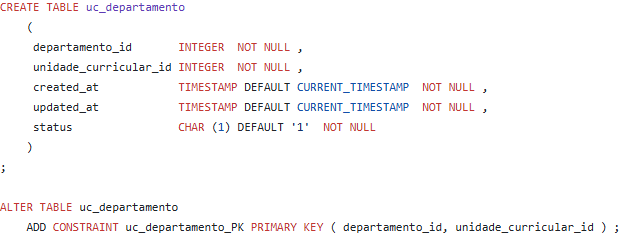 CREATE TABLE uc_departamento
(
departamento_id INTEGER NOT NULL ,
unidade_curricular_id INTEGER NOT NULL ,
created_at TIMESTAMP DEFAULT CURRENT_TIMESTAMP NOT NULL ,
updated_at TIMESTAMP DEFAULT CURRENT_TIMESTAMP NOT NULL ,
status CHAR (1) DEFAULT '1' NOT NULL
)
;
ALTER TABLE uc_departamento
ADD CONSTRAINT uc_departamento_PK PRIMARY KEY ( departamento_id, unidade_curricular_id ) ;